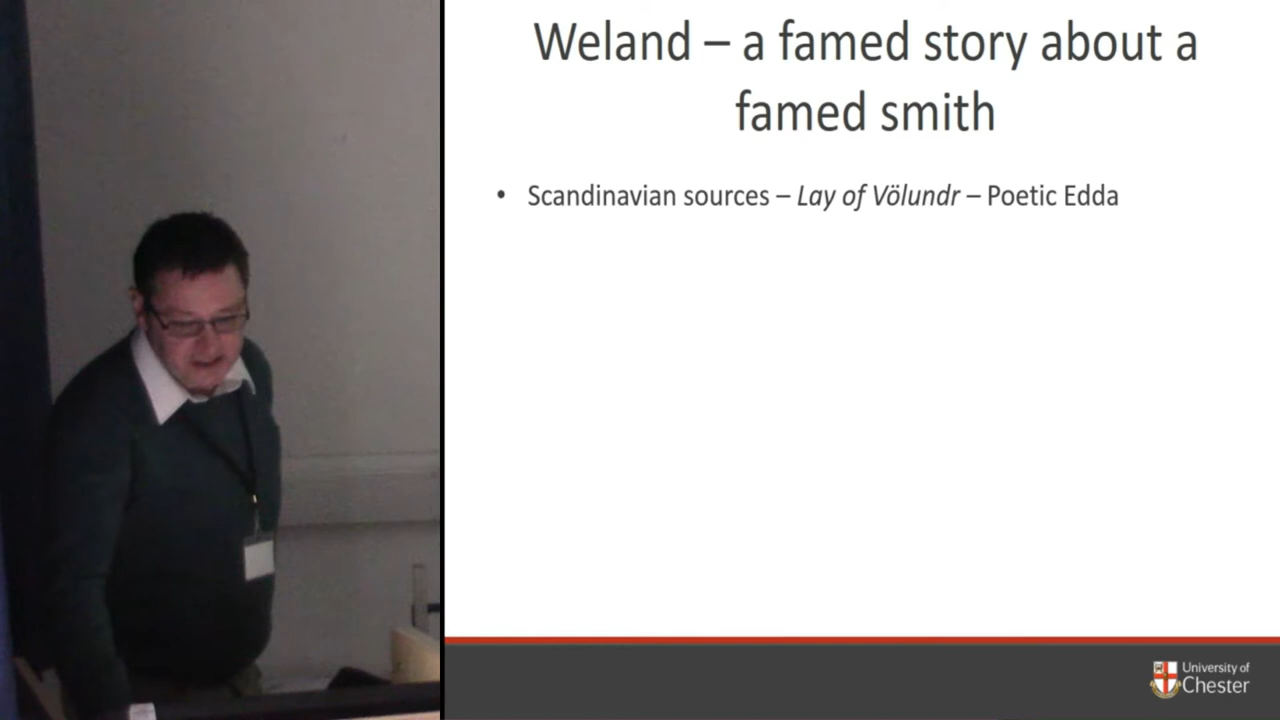 Weland – a famed story about a
famed smith
• Scandinavian sources – Lay of Völundr – Poetic Edda
University of
Chester